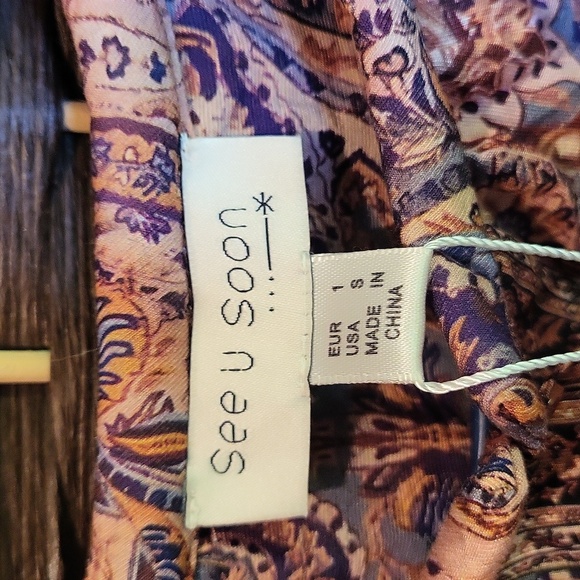 See U Soon*
EUR 1
USA S
MADE IN
CHINA